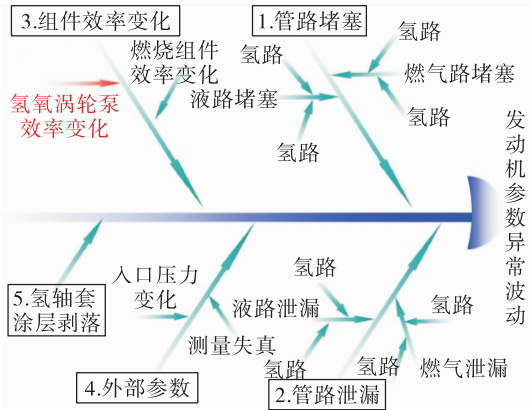 3.组件效率变化
燃烧组件
效率变化
氢氧涡轮泵
效率变化
1.管路堵塞
氢路
氢路
燃气路堵塞
液路堵塞
氢路
氢路
发动机参数异常波动
5.氢轴套
涂层剥落
入口压力
变化
测量失真
4.外部参数
氢路
液路泄漏
氢路
氢路
氢路
燃气泄漏
2.管路泄漏